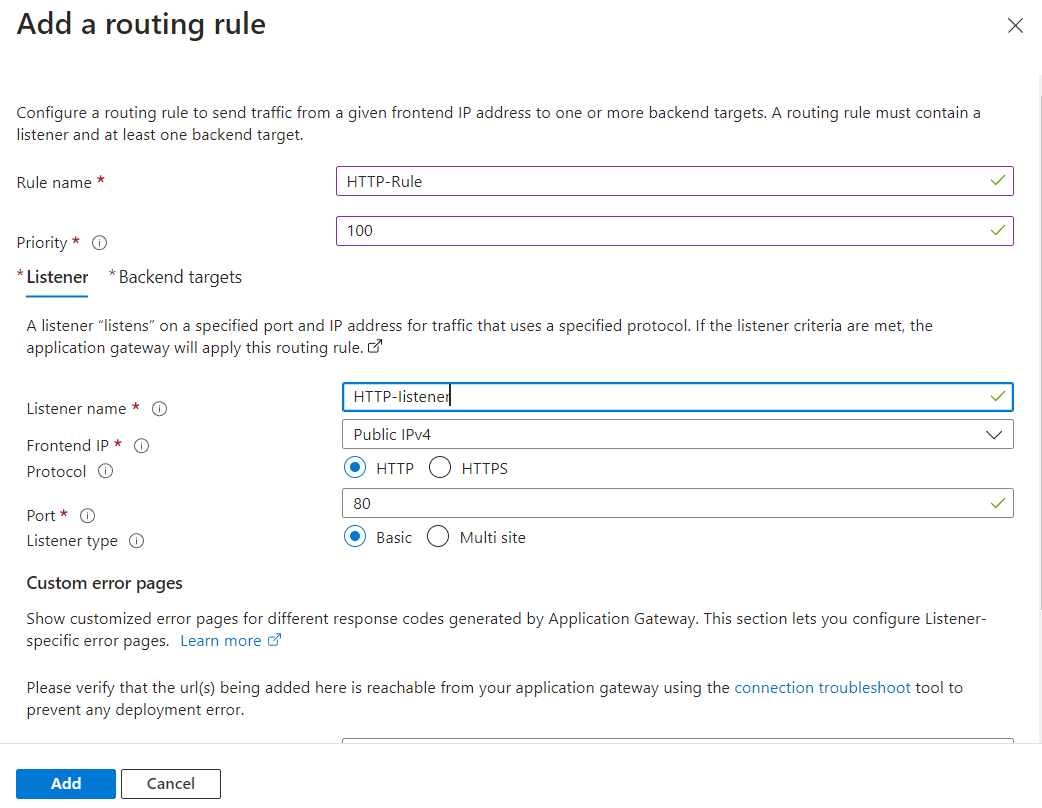 Add a routing rule
Configure a routing rule to send traffic from a given frontend IP address to one or more backend targets. A routing rule must contain a
listener and at least one backend target.
Rule name *
HTTP-Rule
Priority *
100
* Listener * Backend targets
A listener “listens” on a specified port and IP address for traffic that uses a specified protocol. If the listener criteria are met, the
application gateway will apply this routing rule.
Listener name *
HTTP-listener
Frontend IP *
Public IPv4
Protocol
HTTP HTTPS
Port *
80
Listener type
Basic Multi site
Custom error pages
Show customized error pages for different response codes generated by Application Gateway. This section lets you configure Listener-
specific error pages. Learn more
Please verify that the url(s) being added here is reachable from your application gateway using the connection troubleshoot tool to
prevent any deployment error.
Add Cancel